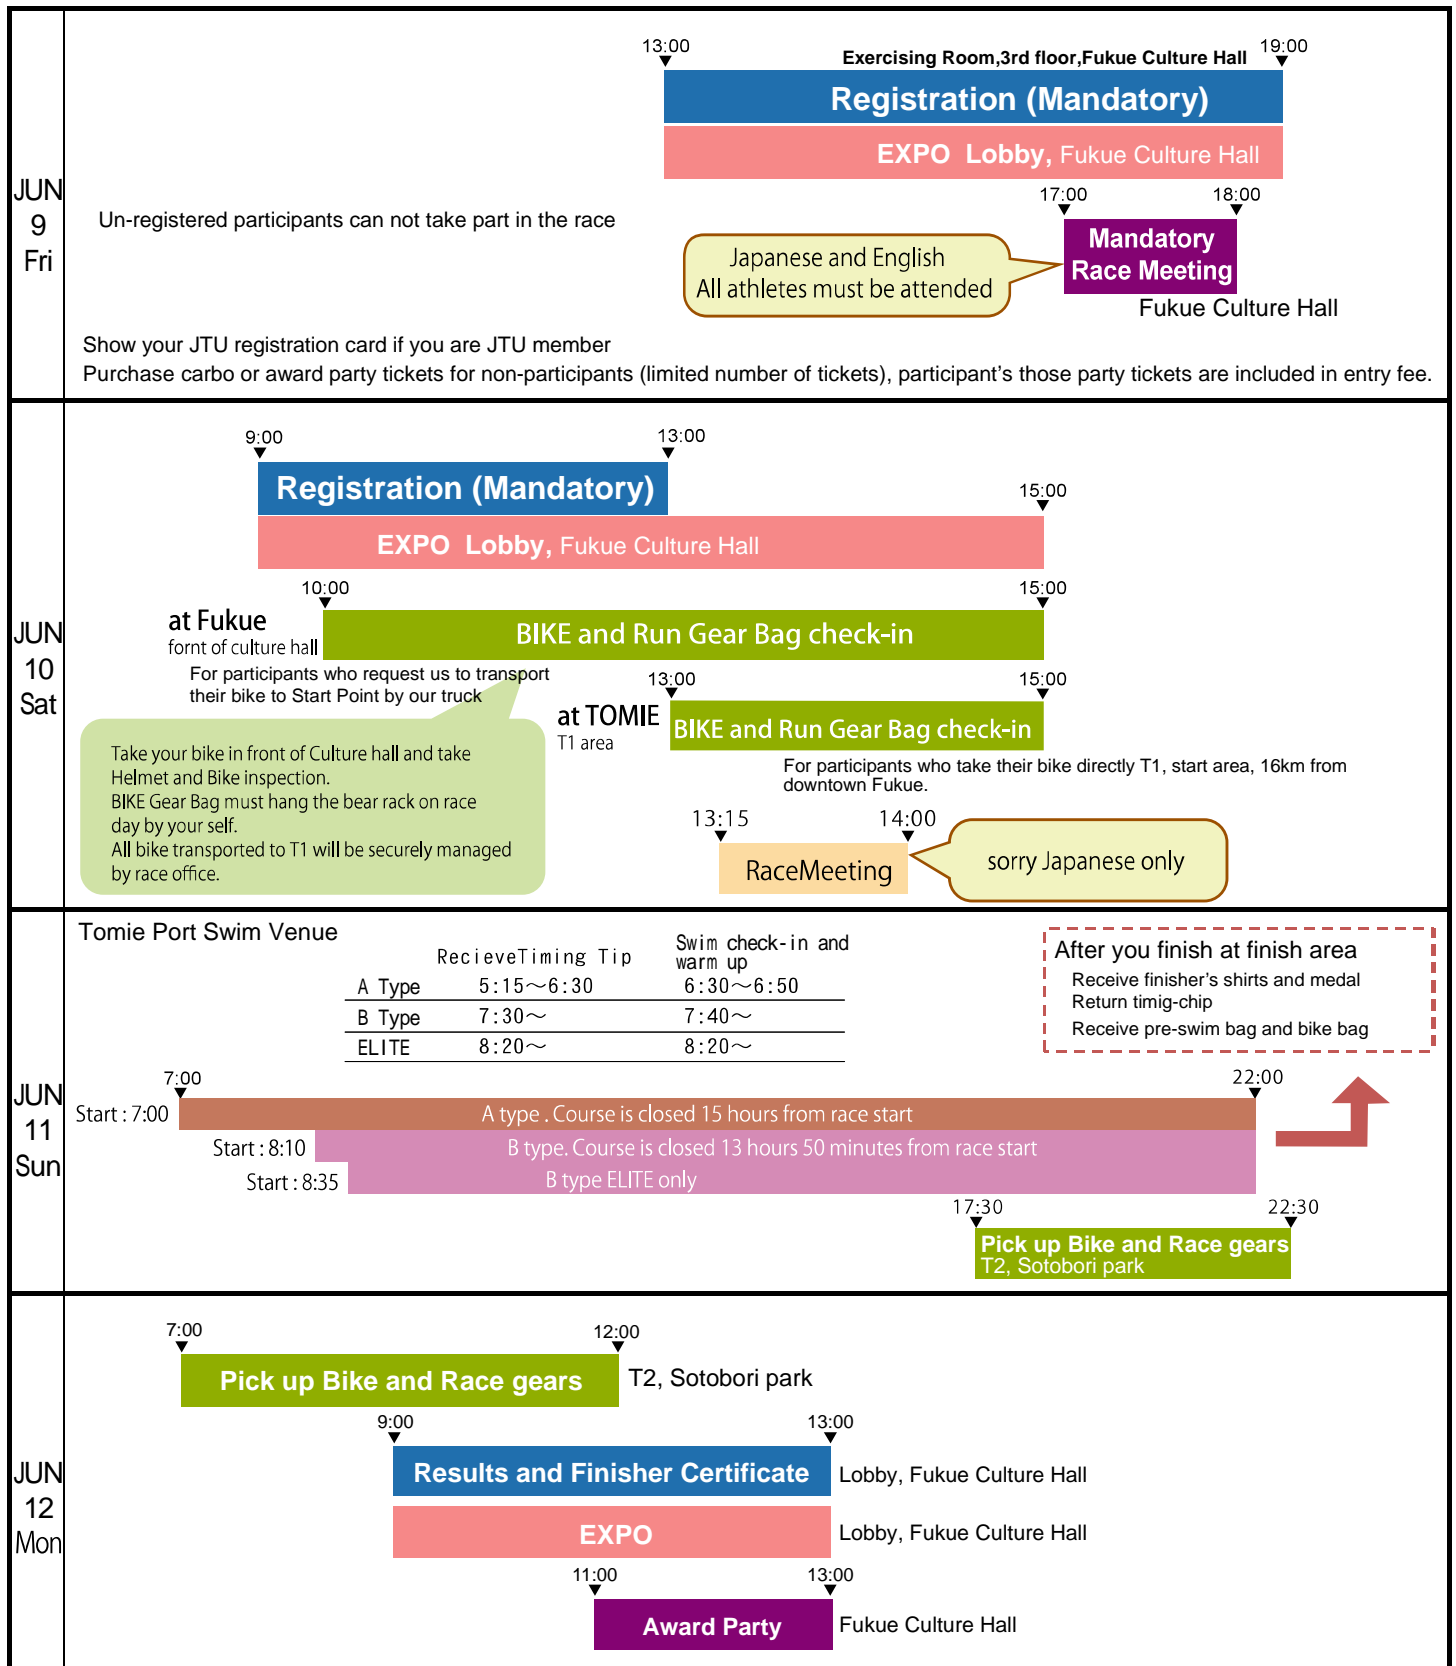 JUN
9
Fri
13:00
Exercising Room,3rd floor,Fukue Culture Hall
19:00
Registration (Mandatory)
EXPO Lobby, Fukue Culture Hall
17:00
18:00
Un-registered participants can not take part in the race
Mandatory
Race Meeting
Japanese and English
All athletes must be attended
Fukue Culture Hall
Show your JTU registration card if you are JTU member
Purchase carbo or award party tickets for non-participants (limited number of tickets), participant's those party tickets are included in entry fee.
JUN
10
Sat
9:00
13:00
Registration (Mandatory)
15:00
EXPO Lobby, Fukue Culture Hall
10:00
15:00
at Fukue
fornt of culture hall
BIKE and Run Gear Bag check-in
For participants who request us to transport
their bike to Start Point by our truck
13:00
15:00
at TOMIE
T1 area
BIKE and Run Gear Bag check-in
Take your bike in front of Culture hall and take
Helmet and Bike inspection.
BIKE Gear Bag must hang the bear rack on race
day by your self.
All bike transported to T1 will be securely managed
by race office.
For participants who take their bike directly T1, start area, 16km from
downtown Fukue.
13:15
14:00
RaceMeeting
sorry Japanese only
JUN
11
Sun
Tomie Port Swim Venue
RecieveTiming Tip
Swim check-in and
warm up
A Type 5:15～6:30 6:30～6:50
B Type 7:30～ 7:40～
ELITE 8:20～ 8:20～
After you finish at finish area
Receive finisher's shirts and medal
Return timig-chip
Receive pre-swim bag and bike bag
7:00
22:00
Start : 7:00
A type . Course is closed 15 hours from race start
Start : 8:10
B type. Course is closed 13 hours 50 minutes from race start
Start : 8:35
B type ELITE only
17:30
22:30
Pick up Bike and Race gears
T2, Sotobori park
JUN
12
Mon
7:00
12:00
Pick up Bike and Race gears
T2, Sotobori park
9:00
13:00
Results and Finisher Certificate
Lobby, Fukue Culture Hall
EXPO
Lobby, Fukue Culture Hall
11:00
13:00
Award Party
Fukue Culture Hall